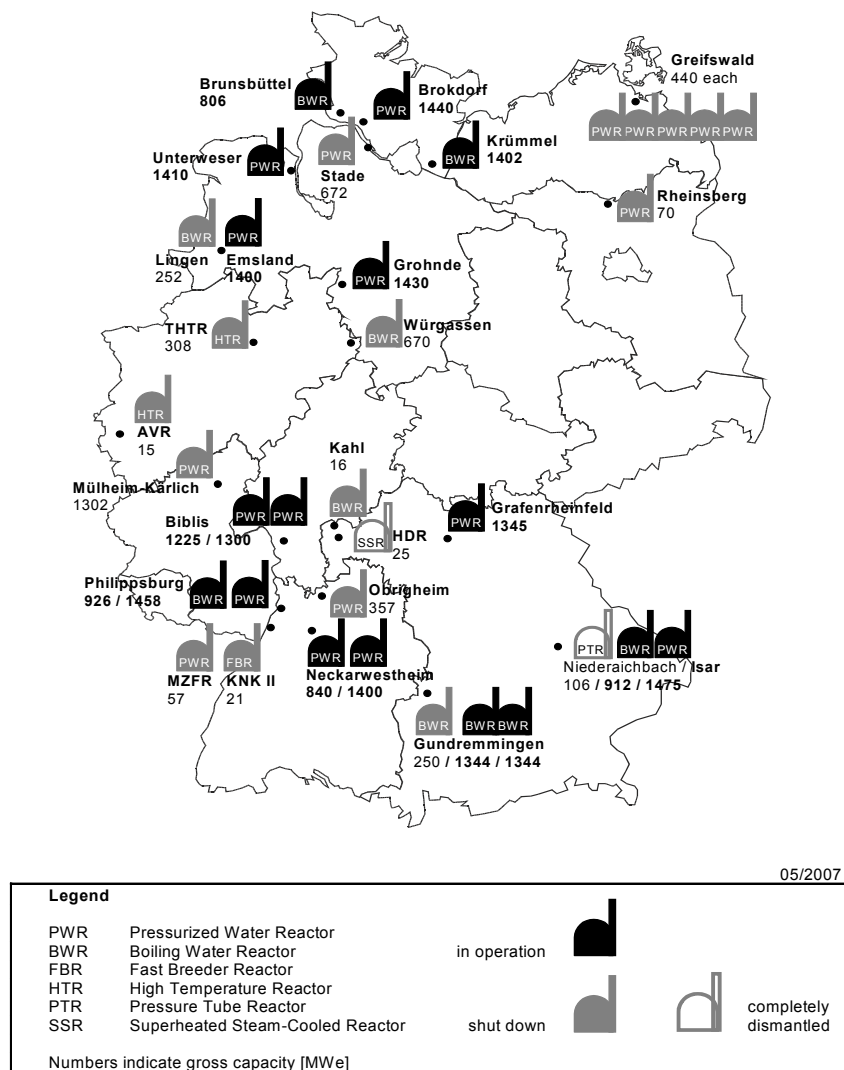 Brunsbüttel
806
BWR
PWR
Brokdorf
1440
Greifswald
440 each
PWR PWR PWR PWR PWR
Unterweser
1410
PWR
PWR
Stade
672
BWR
Krümmel
1402
PWR
Rheinsberg
70
BWR
PWR
Lingen
252
Emsland
1400
PWR
Grohnde
1430
THTR
308
HTR
BWR
Würgassen
670
HTR
AVR
15
PWR
Mülheim-Kärlich
1302
Kahl
16
BWR
Biblis
1225 / 1300
PWR PWR
SSR
HDR
25
PWR
Grafenrheinfeld
1345
Philippsburg
926 / 1458
BWR PWR
PWR
Obrigheim
357
PWR
MZFR
57
FBR
KNK II
21
PWR PWR
Neckarwestheim
840 / 1400
PTR BWR PWR
Niederaichbach / Isar
106 / 912 / 1475
BWR BWR BWR
Gundremmingen
250 / 1344 / 1344
05/2007
Legend
PWR Pressurized Water Reactor
BWR Boiling Water Reactor in operation
FBR Fast Breeder Reactor
HTR High Temperature Reactor
PTR Pressure Tube Reactor completely
SSR Superheated Steam-Cooled Reactor shut down dismantled
Numbers indicate gross capacity [MWe]